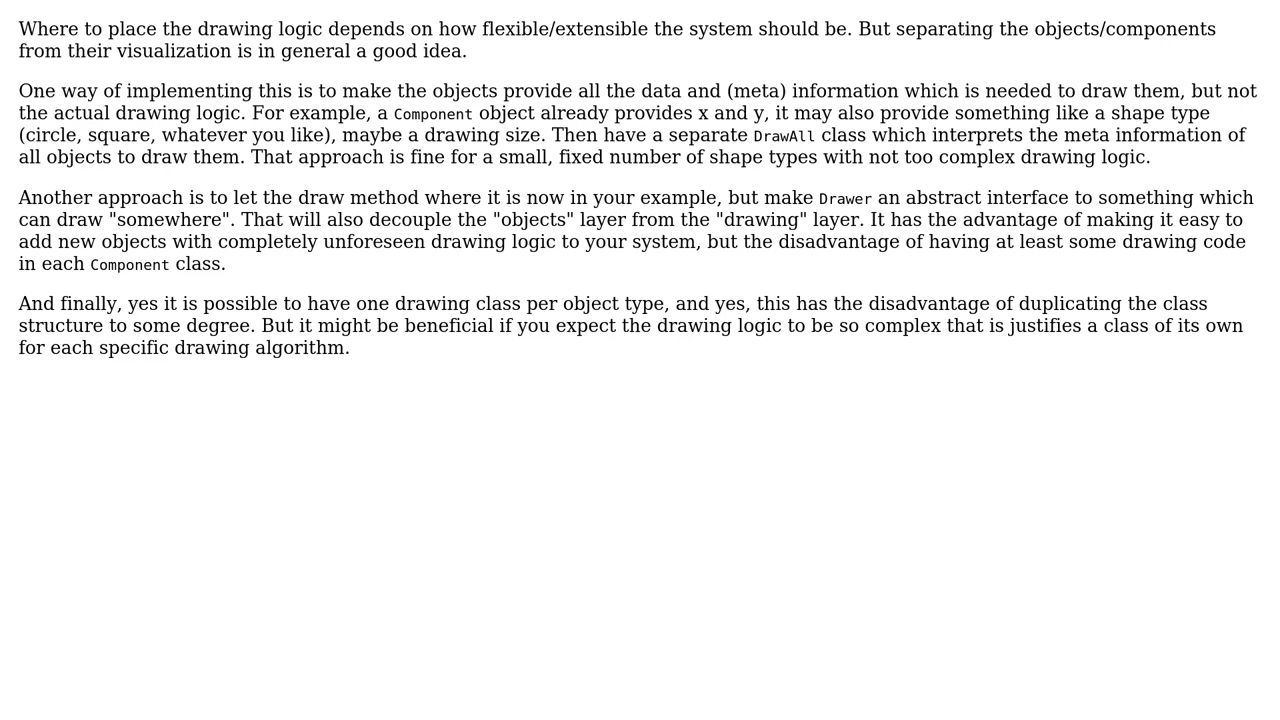 Where to place the drawing logic depends on how flexible/extensible the system should be. But separating the objects/components
from their visualization is in general a good idea.
One way of implementing this is to make the objects provide all the data and (meta) information which is needed to draw them, but not
the actual drawing logic. For example, a Component object already provides x and y, it may also provide something like a shape type
(circle, square, whatever you like), maybe a drawing size. Then have a separate DrawAll class which interprets the meta information of
all objects to draw them. That approach is fine for a small, fixed number of shape types with not too complex drawing logic.
Another approach is to let the draw method where it is now in your example, but make Drawer an abstract interface to something which
can draw "somewhere". That will also decouple the "objects" layer from the "drawing" layer. It has the advantage of making it easy to
add new objects with completely unforeseen drawing logic to your system, but the disadvantage of having at least some drawing code
in each Component class.
And finally, yes it is possible to have one drawing class per object type, and yes, this has the disadvantage of duplicating the class
structure to some degree. But it might be beneficial if you expect the drawing logic to be so complex that is justifies a class of its own
for each specific drawing algorithm.